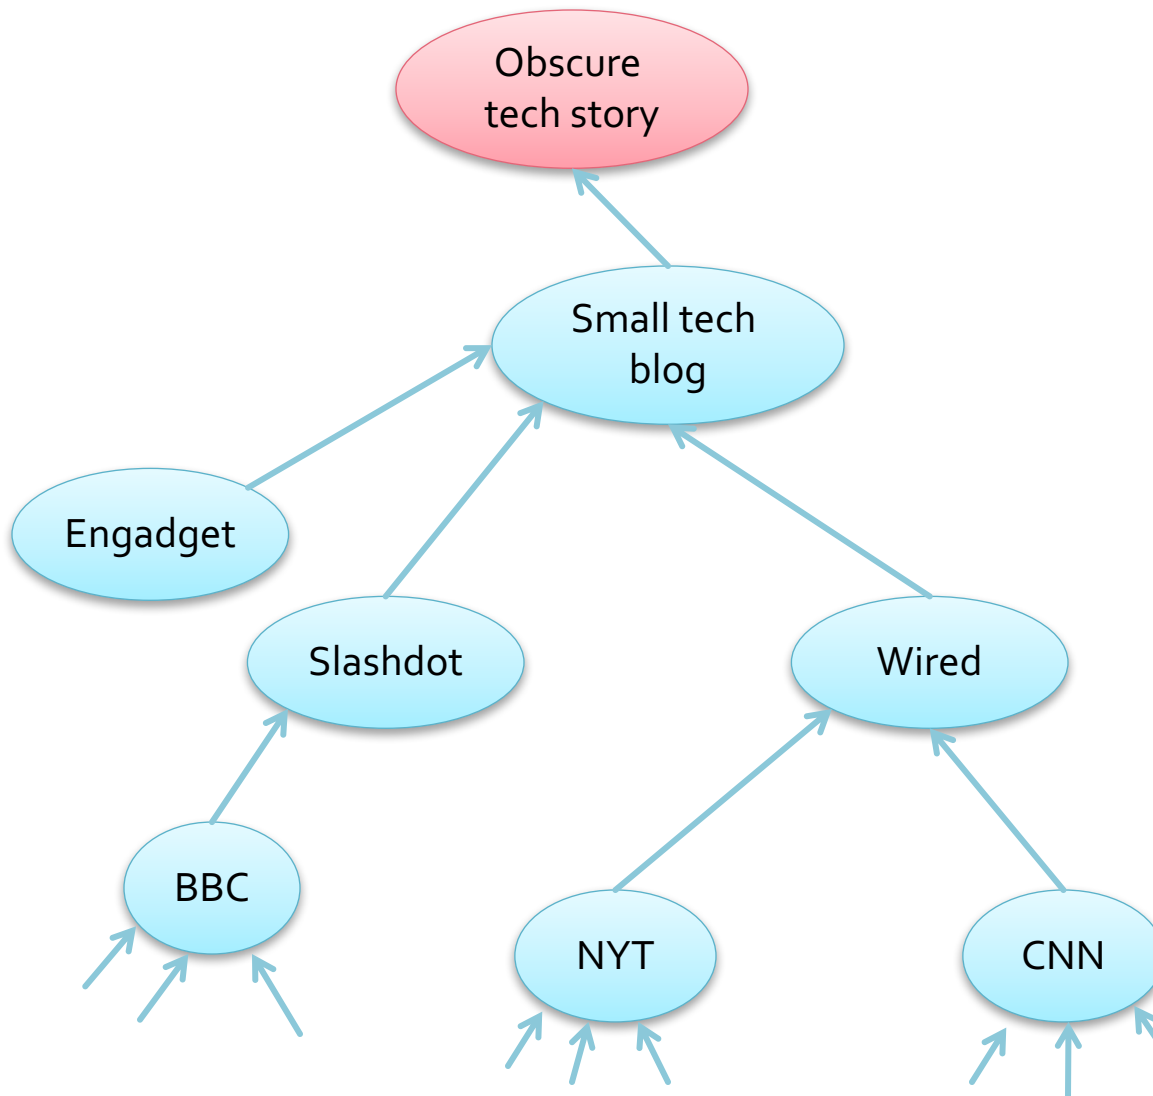 Obscure
tech story
Small tech
blog
Engadget
Slashdot
Wired
BBC
NYT
CNN